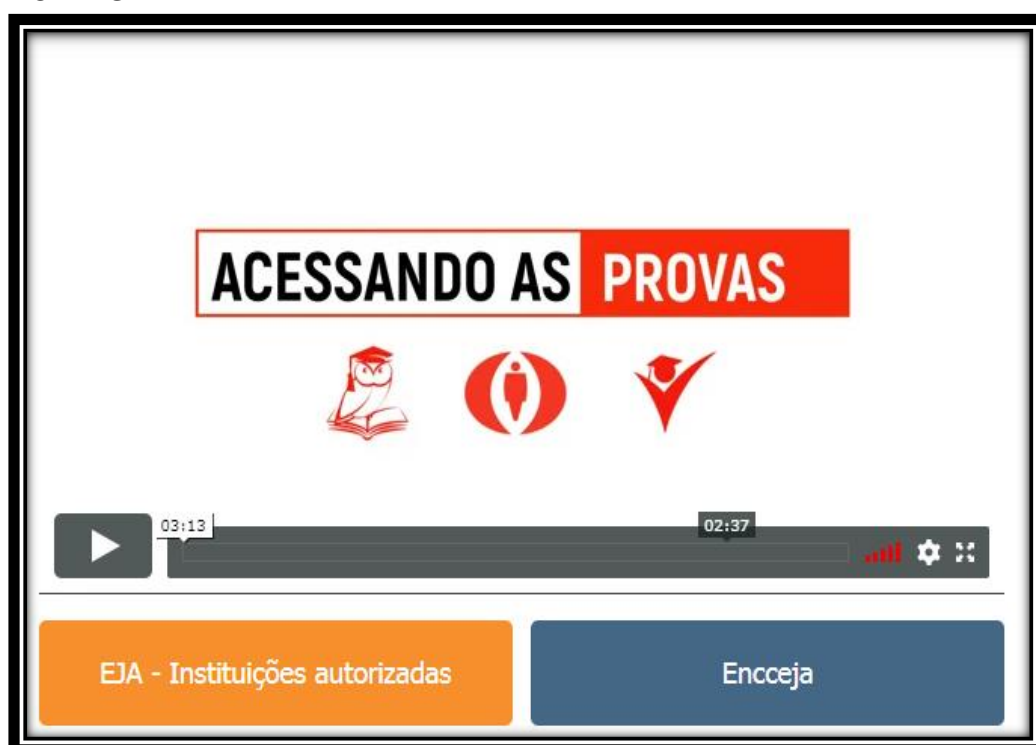 ACESSANDO AS PROVAS
03:13
02:37
EJA - Instituições autorizadas
Encceja